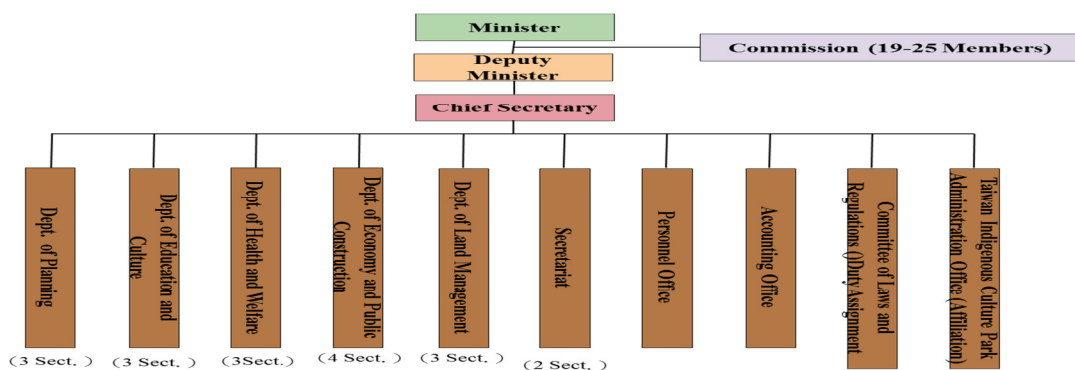 Minister
Commission (19-25 Members)
Deputy
Minister
Chief Secretary
Dept. of Planning
Dept. of Education and
Culture
Dept. of Health and Welfare
Dept. of Economy and Public
Construction
Dept. of Land Management
Secretariat
Personnel Office
Accounting Office
Committee of Laws and
Regulations ()Duty Assignment
Taiwan Indigenous Culture Park
Administration Office (Affiliation)
(3 Sect. )
(3 Sect. )
(3Sect.)
(4 Sect. )
(3 Sect. )
(2 Sect. )